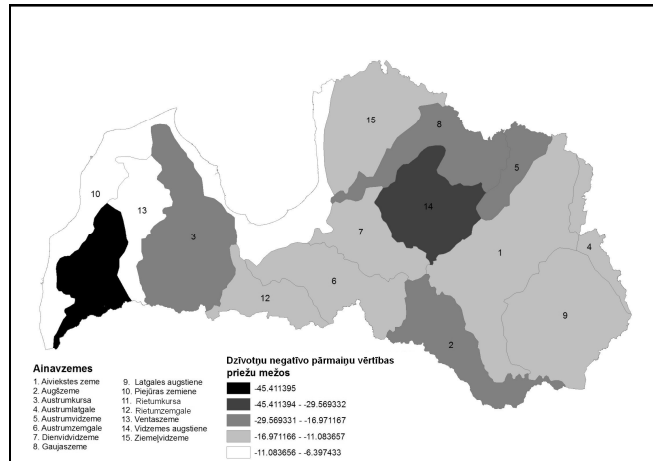 15
8
5
10
13
14
3
7
4
1
6
12
9
2
Ainavzemes
1. Aiviekstes zeme
2. Augšzeme
3. Austrumkursa
4. Austrumlatgale
5. Austrumvidzeme
6. Austrumzemgale
7. Dienvidvidzeme
8. Gaujaszeme
9. Latgales augstiene
10. Piejūras zemiene
11. Rietumkursa
12. Rietumzemgale
13. Ventaszeme
14. Vidzemes augstiene
15. Ziemeļvidzeme
Dzīvotņu negatīvo pārmaiņu vērtības
priežu mežos
-45.411395
-45.411394 - -29.569332
-29.569331 - -16.971167
-16.971166 - -11.083657
-11.083656 - -6.397433